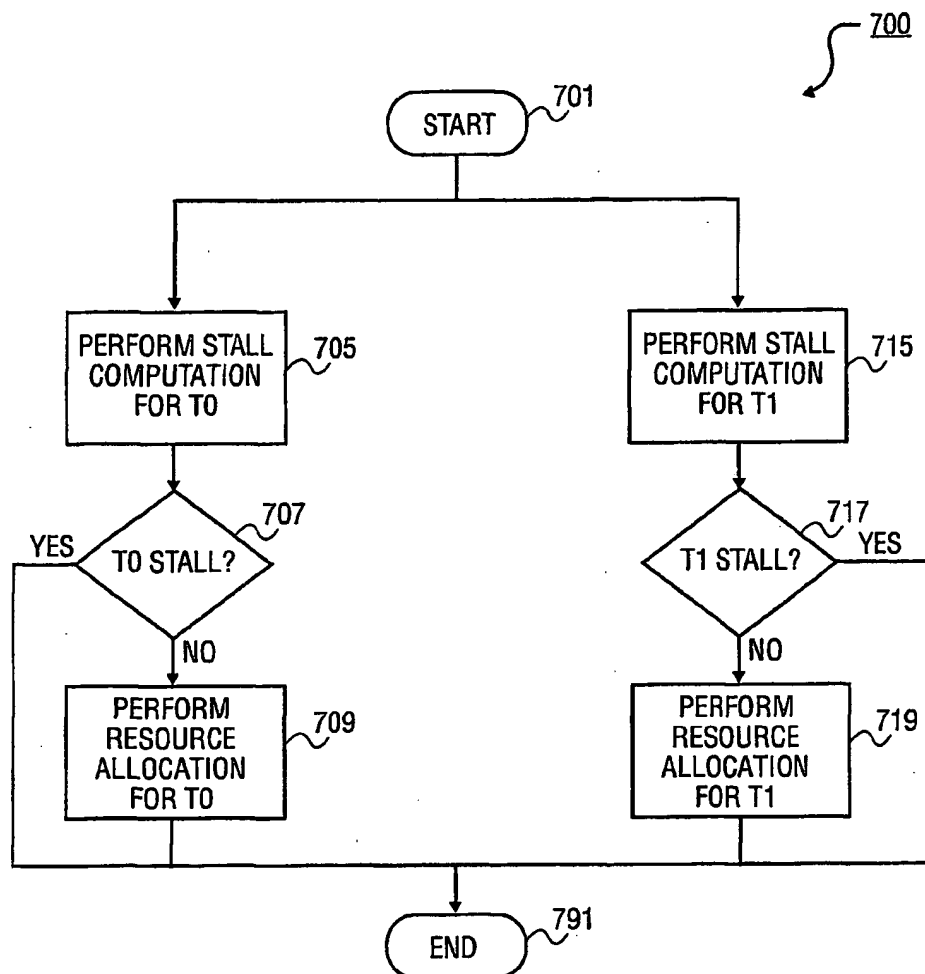 700
START
701
PERFORM STALL
COMPUTATION
FOR T0
705
PERFORM STALL
COMPUTATION
FOR T1
715
T0 STALL?
707
YES
NO
T1 STALL?
717
YES
NO
PERFORM
RESOURCE
ALLOCATION
FOR T0
709
PERFORM
RESOURCE
ALLOCATION
FOR T1
719
END
791